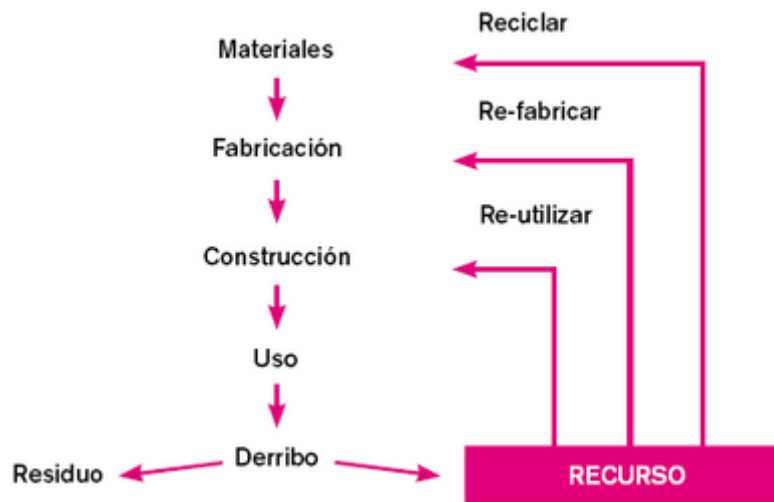 Reciclar
Materiales
Re-fabricar
Fabricación
Re-utilizar
Construcción
Uso
Derribo
Residuo
RECURSO